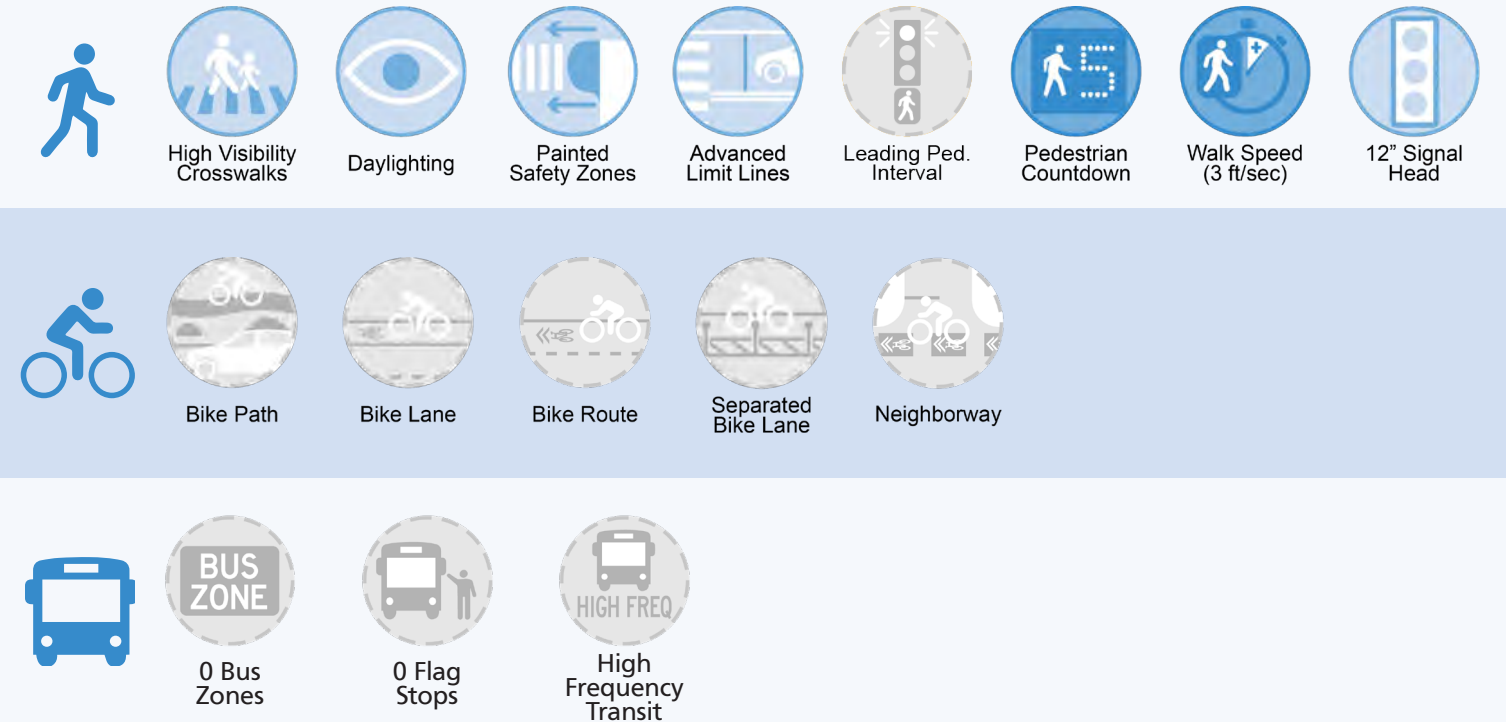 5
High Visibility
Crosswalks
Daylighting
Painted
Safety Zones
Advanced
Limit Lines
Leading Ped.
Interval
Pedestrian
Countdown
Walk Speed
(3 ft/sec)
12” Signal
Head
Bike Path
Bike Lane
Bike Route
Separated
Bike Lane
Neighborway
BUS
ZONE
0 Bus
Zones
0 Flag
Stops
HIGH FREQ
High
Frequency
Transit